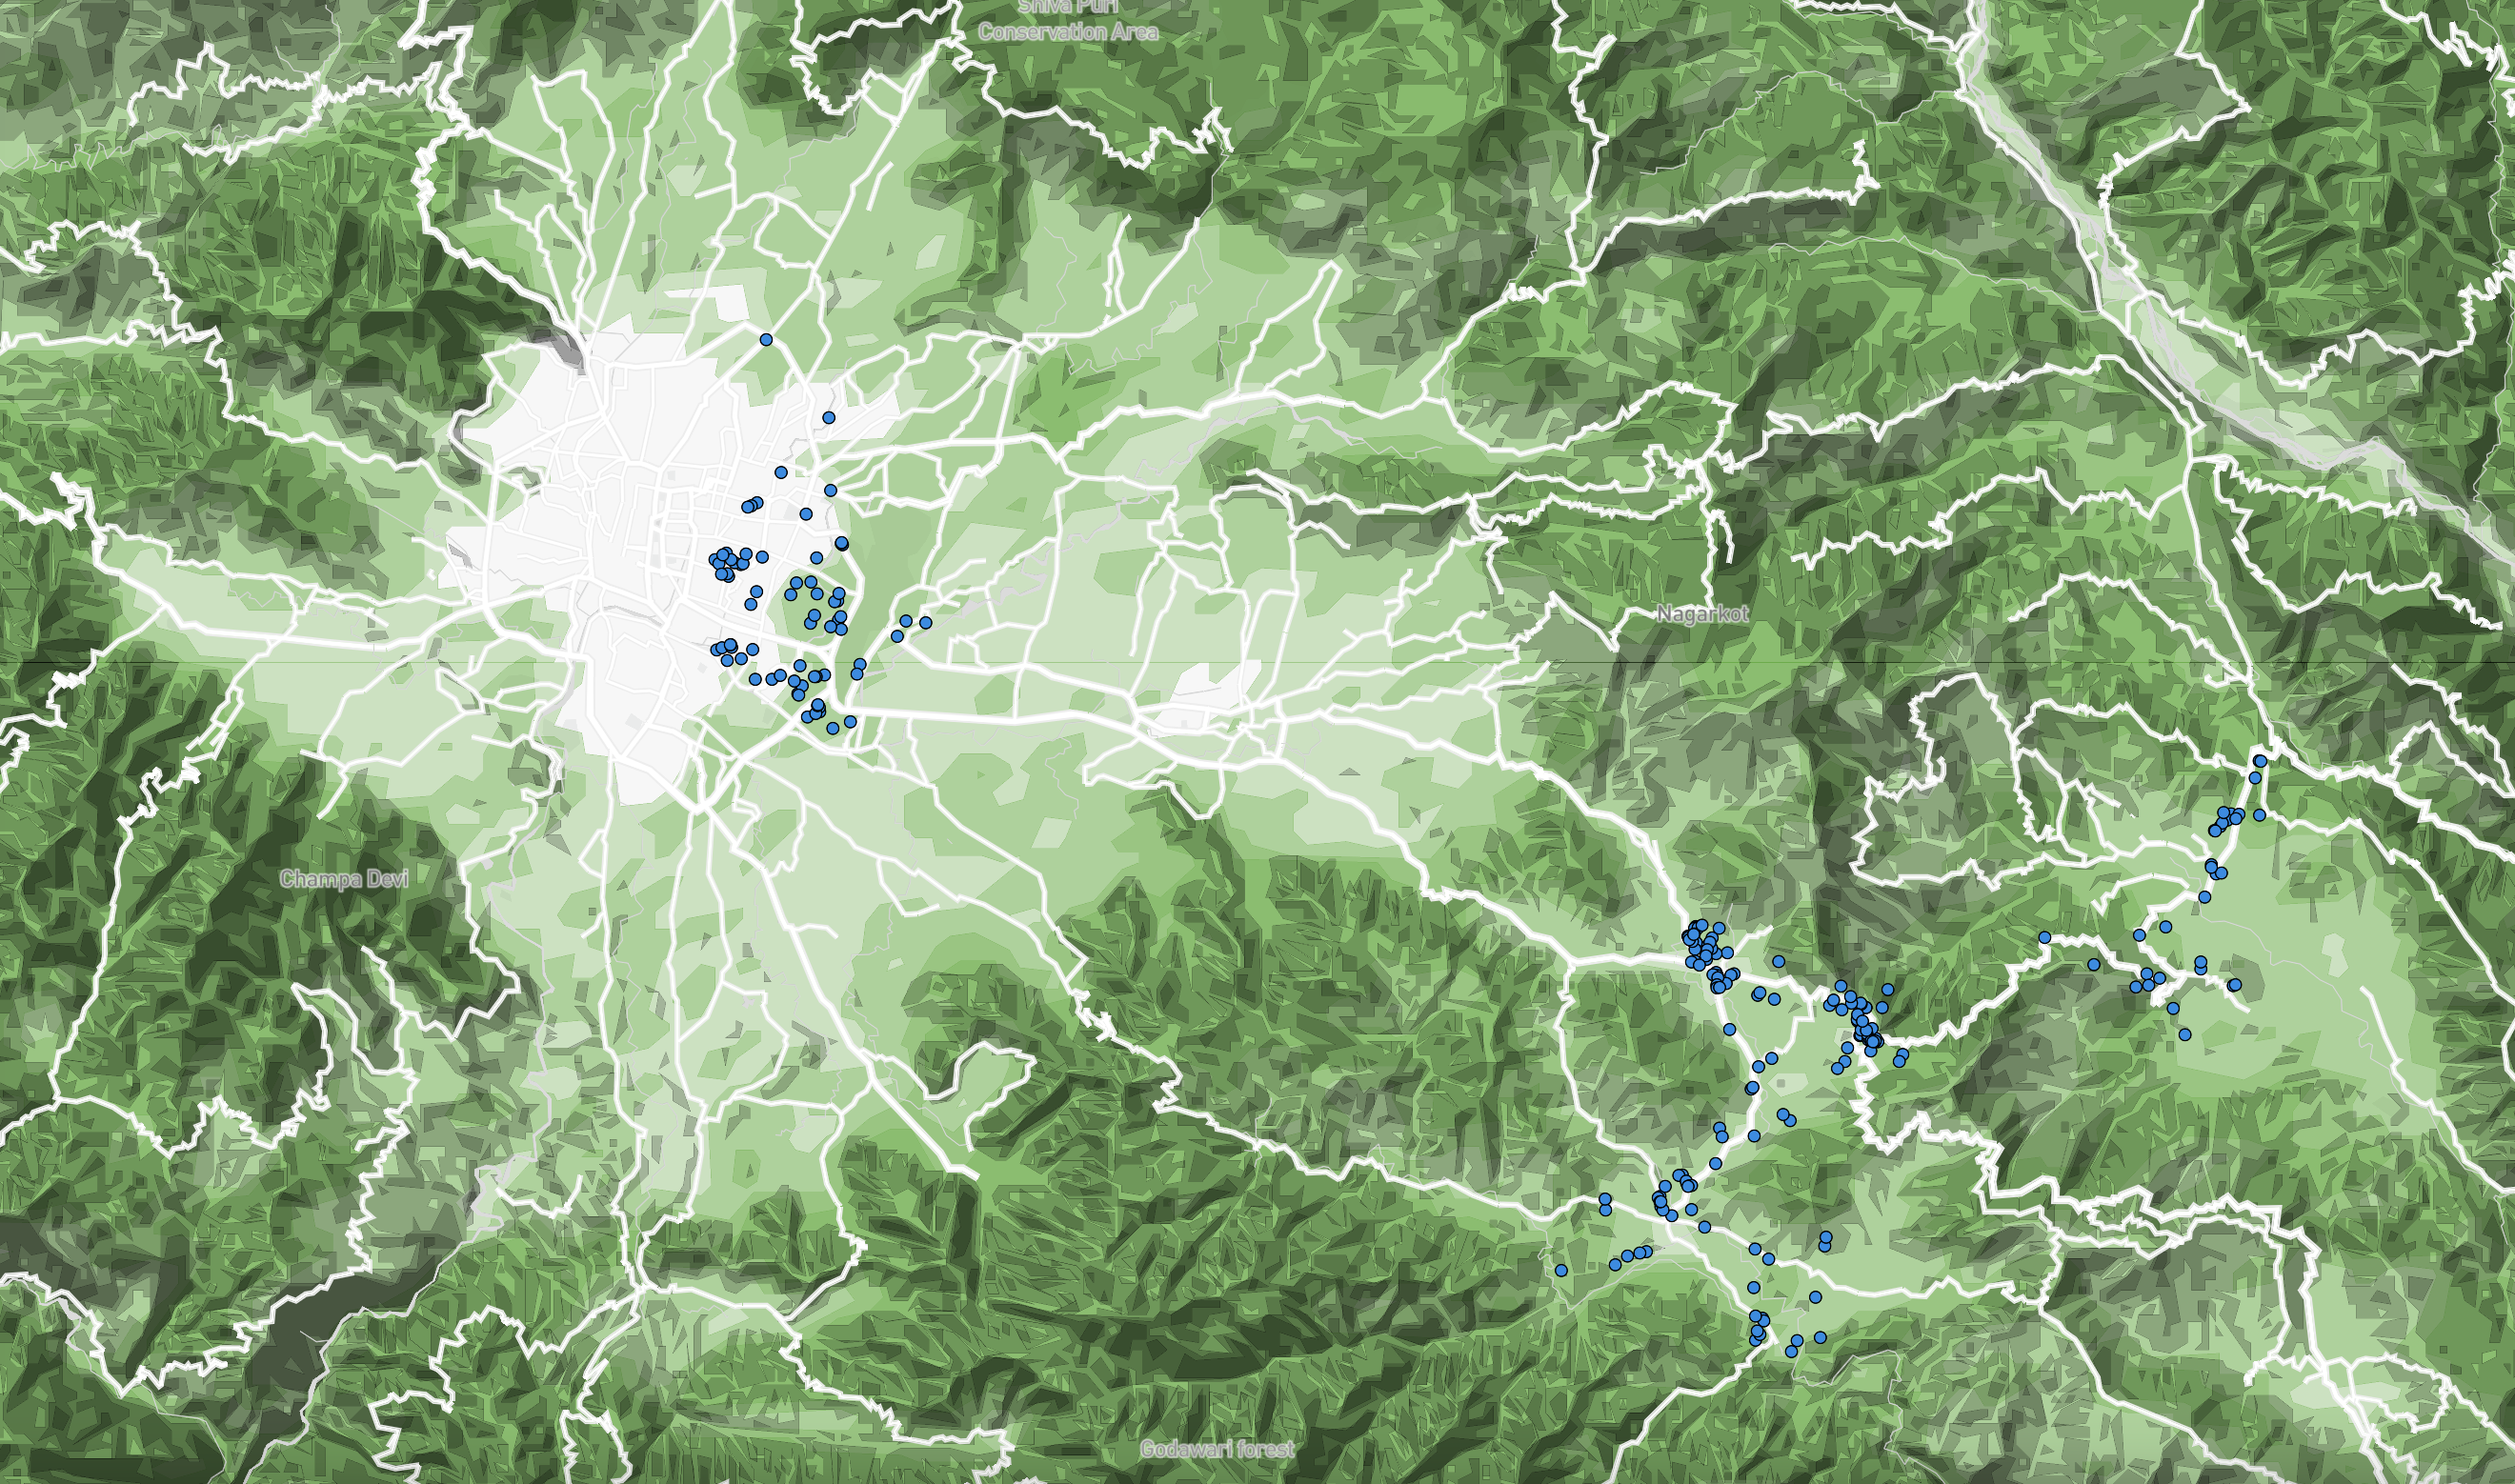 Shiva Puri
Conservation Area
Nagarkot
Champa Devi
Godawari forest